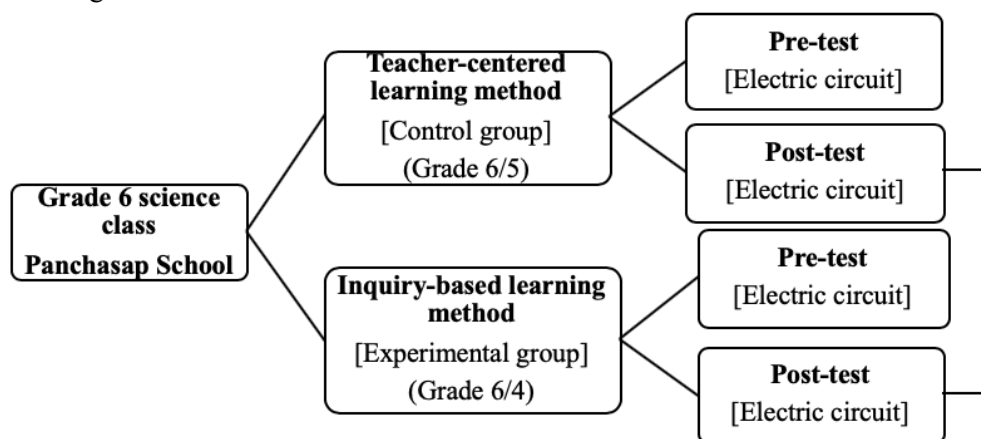 Grade 6 science
class
Panchasap School
Teacher-centered
learning method
[Control group]
(Grade 6/5)
Pre-test
[Electric circuit]
Post-test
[Electric circuit]
Inquiry-based learning
method
[Experimental group]
(Grade 6/4)
Pre-test
[Electric circuit]
Post-test
[Electric circuit]